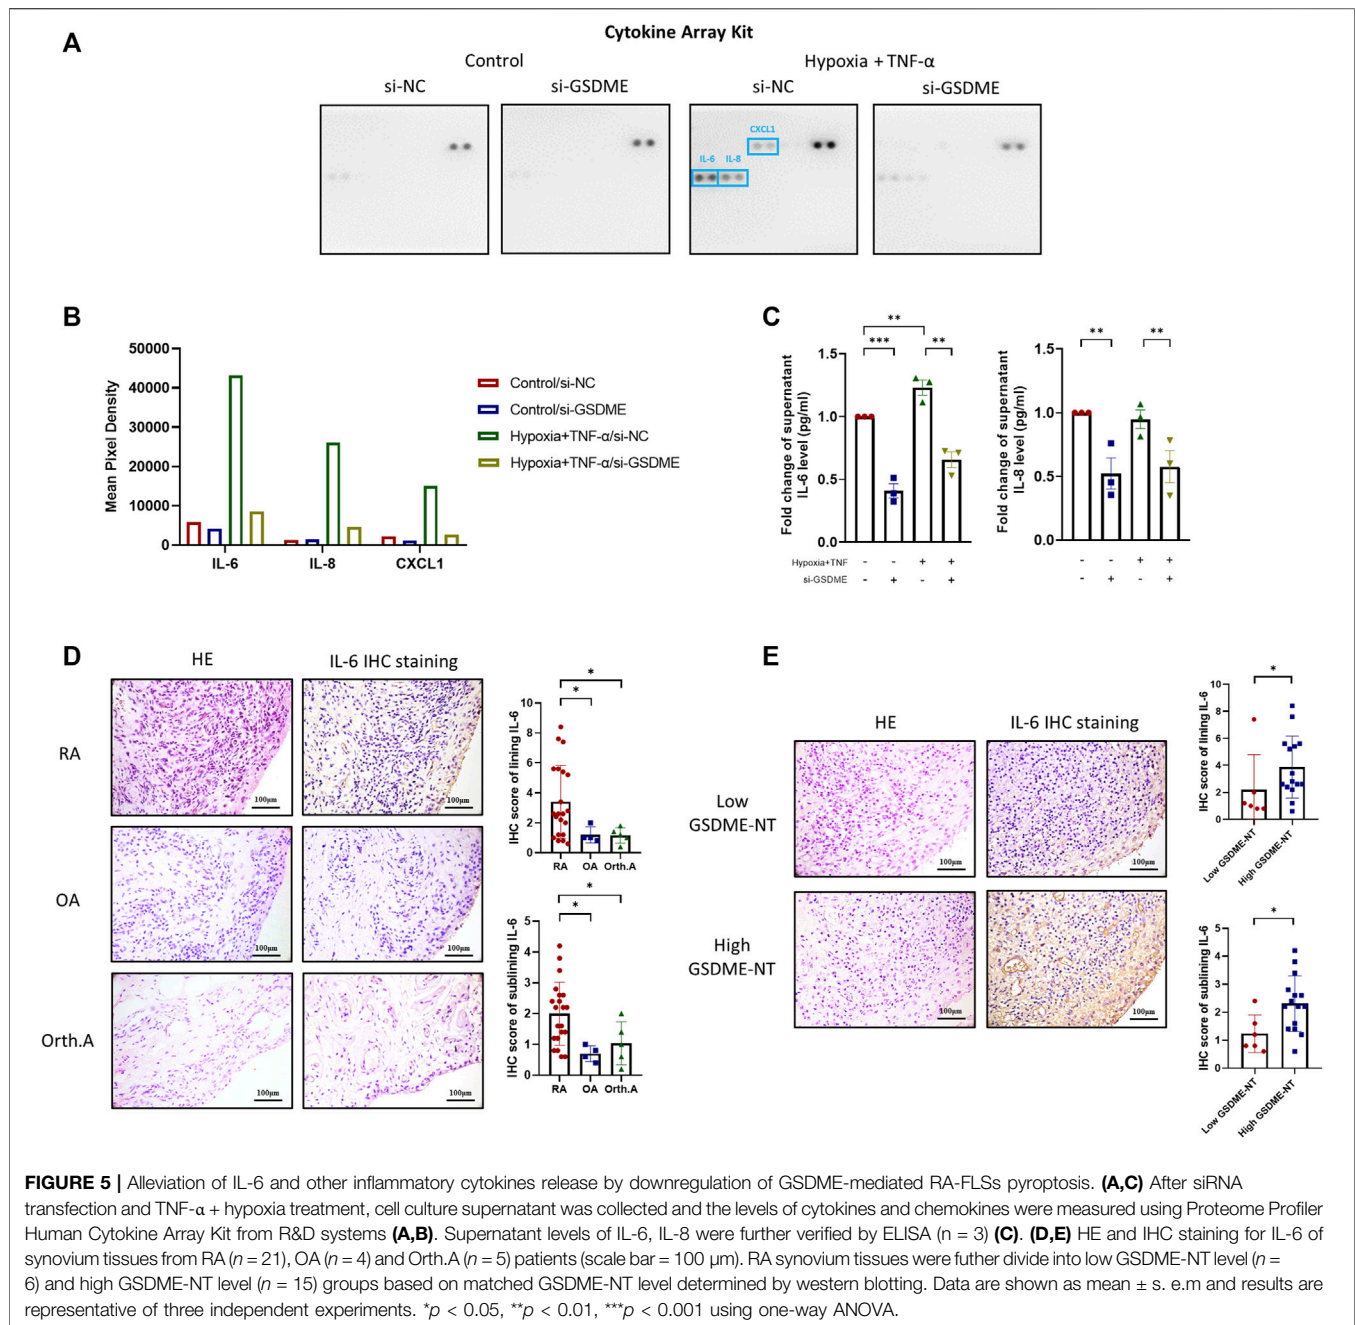 A
Cytokine Array Kit
Control
Hypoxia + TNF-α
si-NC
si-GSDME
si-NC
si-GSDME
CXCL1
IL-6
IL-8
B
50000
40000
30000
20000
10000
0
Mean Pixel Density
IL-6
IL-8
CXCL1
Control/si-NC
Control/si-GSDME
Hypoxia+TNF-α/si-NC
Hypoxia+TNF-α/si-GSDME
C
Fold change of supernatant
IL-6 level (pg/ml)
1.5
1.0
0.5
0.0
**
***
**
Hypoxia+TNF
- - + +
si-GSDME
- + - +
Fold change of supernatant
IL-8 level (pg/ml)
1.5
1.0
0.5
0.0
**
**
- - + +
- + - +
D
HE
IL-6 IHC staining
RA
100μm
100μm
OA
100μm
100μm
Orth.A
100μm
100μm
IHC score of lining IL-6
10
8
6
4
2
0
*
*
RA
OA
Orth.A
IHC score of sublining IL-6
5
4
3
2
1
0
*
*
RA
OA
Orth.A
E
HE
IL-6 IHC staining
Low
GSDME-NT
100μm
100μm
High
GSDME-NT
100μm
100μm
IHC score of lining IL-6
10
8
6
4
2
0
*
Low GSDME-NT
High GSDME-NT
IHC score of sublining IL-6
5
4
3
2
1
0
*
Low GSDME-NT
High GSDME-NT
FIGURE 5 | Alleviation of IL-6 and other inflammatory cytokines release by downregulation of GSDME-mediated RA-FLSs pyroptosis. (A,C) After siRNA
transfection and TNF-α + hypoxia treatment, cell culture supernatant was collected and the levels of cytokines and chemokines were measured using Proteome Profiler
Human Cytokine Array Kit from R&D systems (A,B). Supernatant levels of IL-6, IL-8 were further verified by ELISA (n = 3) (C). (D,E) HE and IHC staining for IL-6 of
synovium tissues from RA (n = 21), OA (n = 4) and Orth.A (n = 5) patients (scale bar = 100 μm). RA synovium tissues were futher divide into low GSDME-NT level (n =
6) and high GSDME-NT level (n = 15) groups based on matched GSDME-NT level determined by western blotting. Data are shown as mean ± s. e.m and results are
representative of three independent experiments. *p < 0.05, **p < 0.01, ***p < 0.001 using one-way ANOVA.